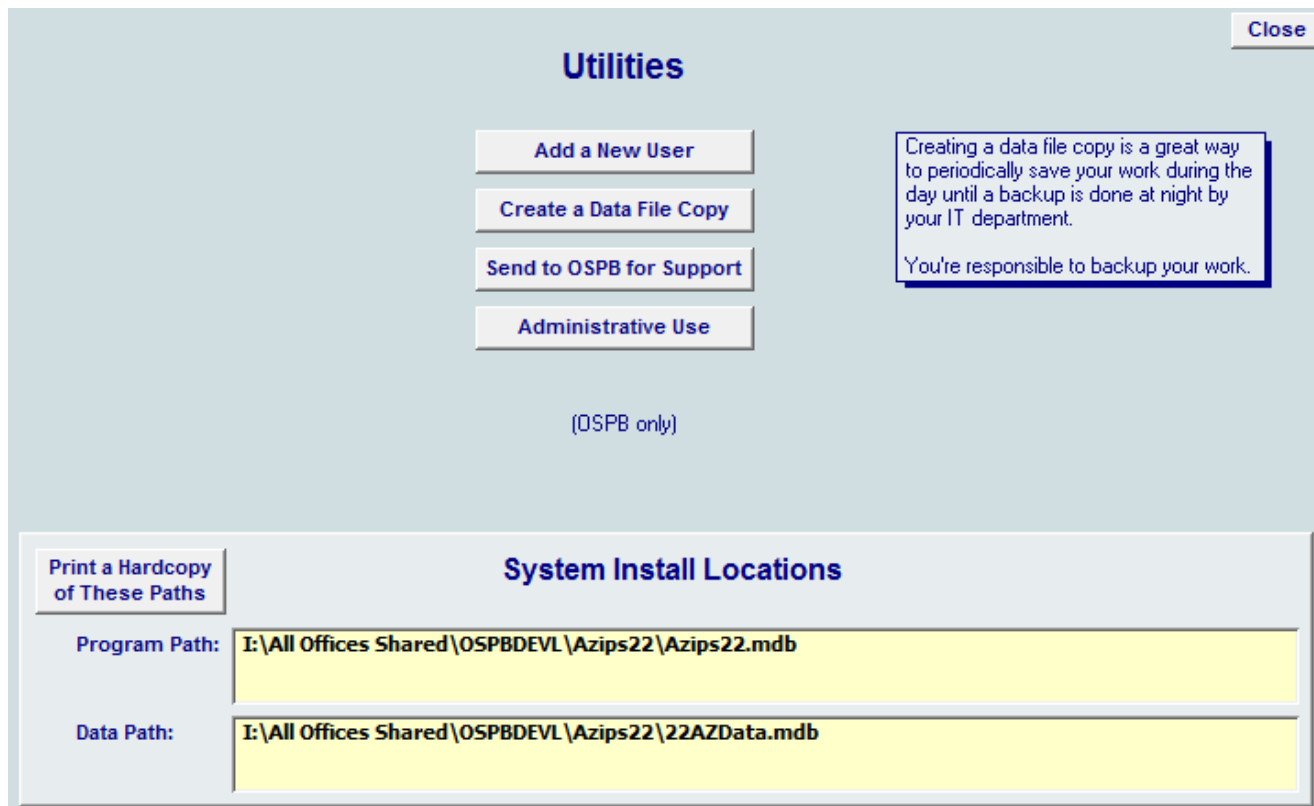 Close
Utilities
Add a New User
Create a Data File Copy
Send to OSPB for Support
Administrative Use
(OSPB only)
Creating a data file copy is a great way
to periodically save your work during the
day until a backup is done at night by
your IT department.
You're responsible to backup your work.
Print a Hardcopy
of These Paths
System Install Locations
Program Path: I:\All Offices Shared\OSPBDEVL\Azips22\Azips22.mdb
Data Path: I:\All Offices Shared\OSPBDEVL\Azips22\22AZData.mdb